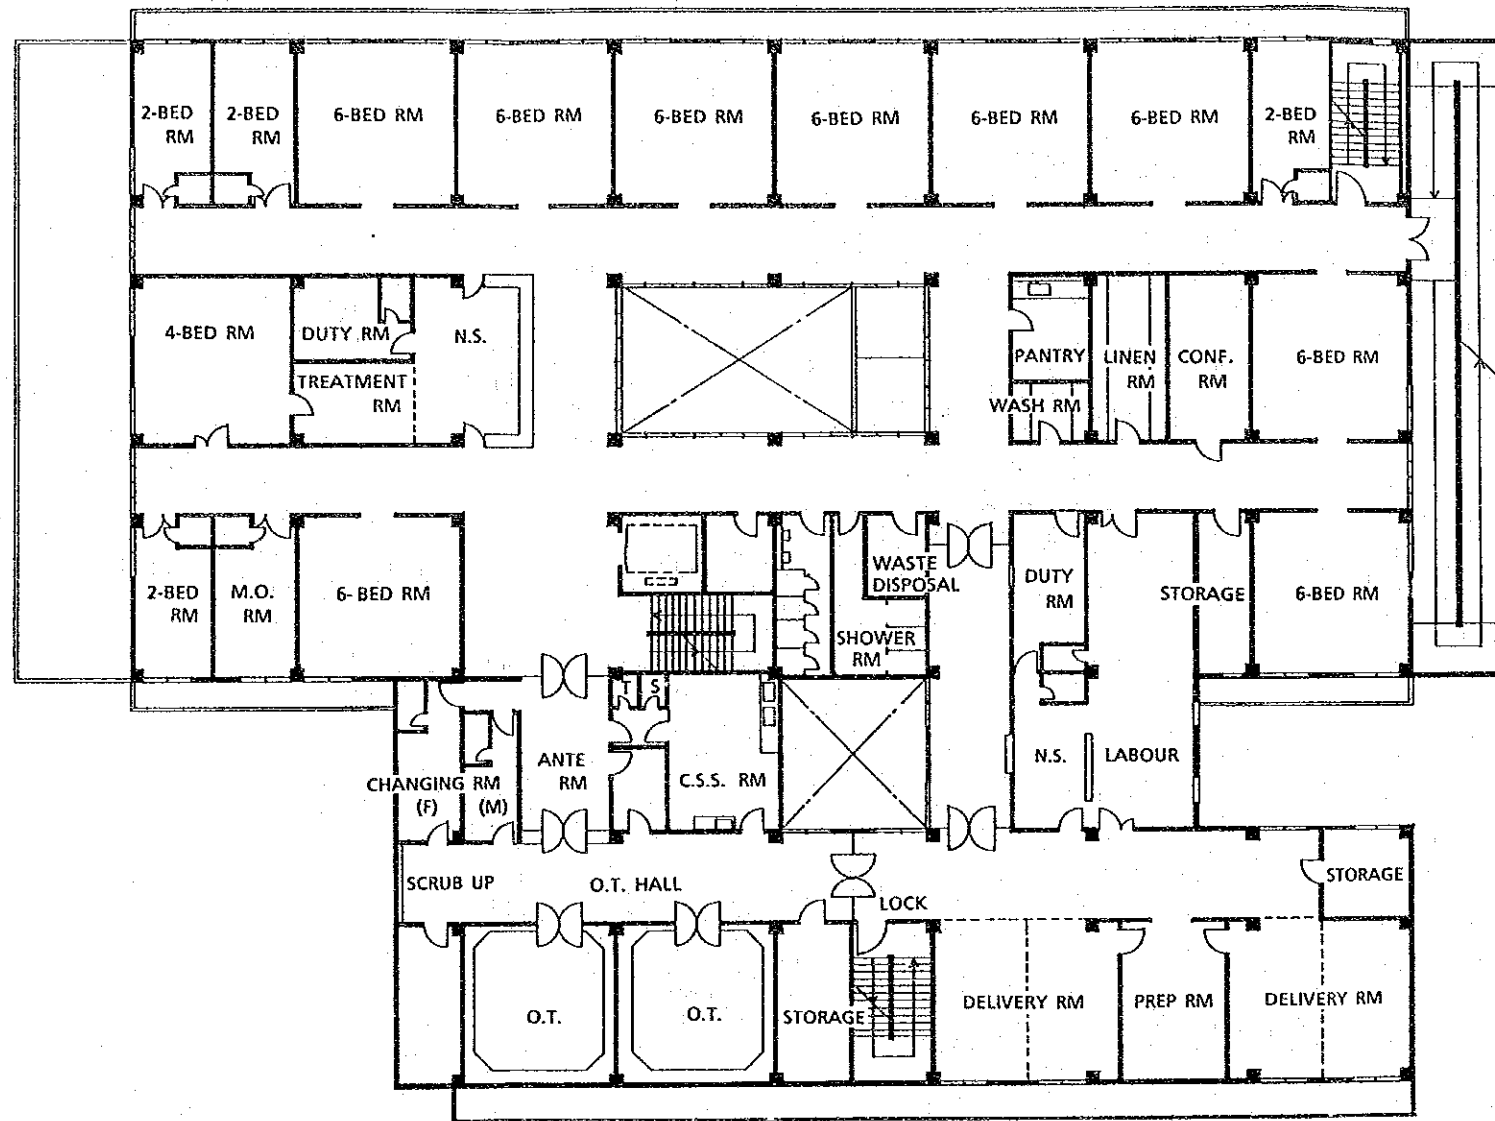 2-BED RM
2-BED RM
6-BED RM
6-BED RM
6-BED RM
6-BED RM
6-BED RM
6-BED RM
2-BED RM
4-BED RM
DUTY RM
TREATMENT RM
N.S.
PANTRY
WASH RM
LINEN RM
CONF. RM
6-BED RM
2-BED RM
M.O. RM
6- BED RM
WASTE DISPOSAL
SHOWER RM
DUTY RM
STORAGE
6-BED RM
T
S
CHANGING RM
(F)
(M)
ANTE RM
C.S.S. RM
N.S.
LABOUR
SCRUB UP
O.T. HALL
LOCK
STORAGE
O.T.
O.T.
STORAGE
DELIVERY RM
PREP RM
DELIVERY RM